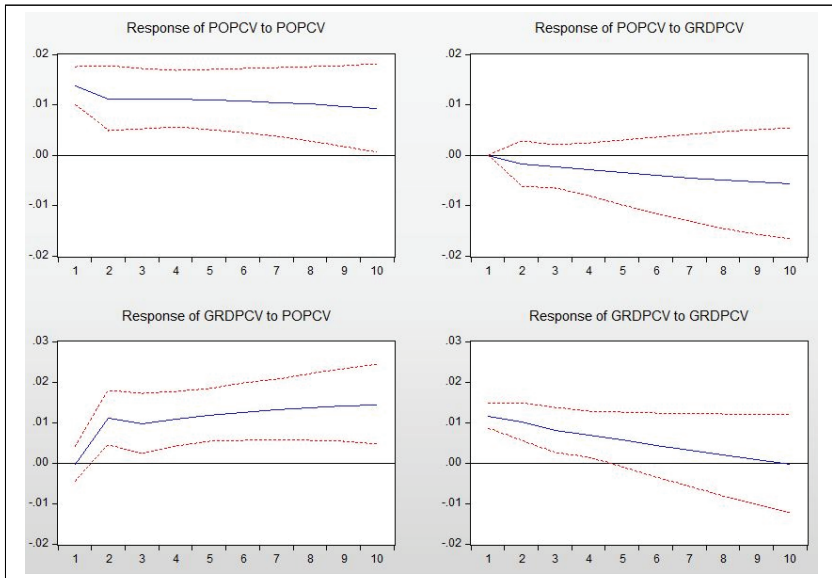 Response of POPCV to POPCV
.02
.01
.00
-.01
-.02
1 2 3 4 5 6 7 8 9 10
Response of POPCV to GRDPCV
.02
.01
.00
-.01
-.02
1 2 3 4 5 6 7 8 9 10
Response of GRDPCV to POPCV
.03
.02
.01
.00
-.01
-.02
1 2 3 4 5 6 7 8 9 10
Response of GRDPCV to GRDPCV
.03
.02
.01
.00
-.01
-.02
1 2 3 4 5 6 7 8 9 10